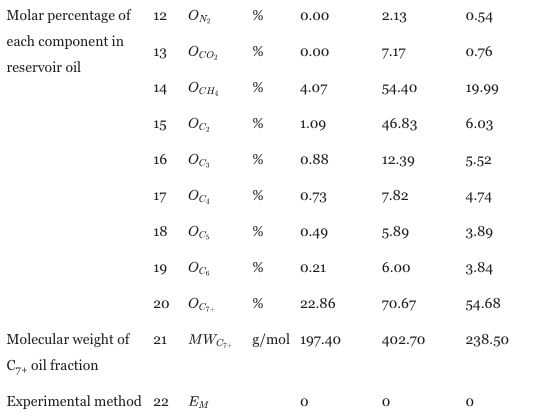 Molar percentage of 12 O_{N_2} % 0.00 2.13 0.54
each component in
reservoir oil
13 O_{CO_2} % 0.00 7.17 0.76
14 O_{CH_4} % 4.07 54.40 19.99
15 O_{C_2} % 1.09 46.83 6.03
16 O_{C_3} % 0.88 12.39 5.52
17 O_{C_4} % 0.73 7.82 4.74
18 O_{C_5} % 0.49 5.89 3.89
19 O_{C_6} % 0.21 6.00 3.84
20 O_{C_{7+}} % 22.86 70.67 54.68
Molecular weight of 21 MW_{C_{7+}} g/mol 197.40 402.70 238.50
C_{7+} oil fraction
Experimental method 22 E_M 0 0 0